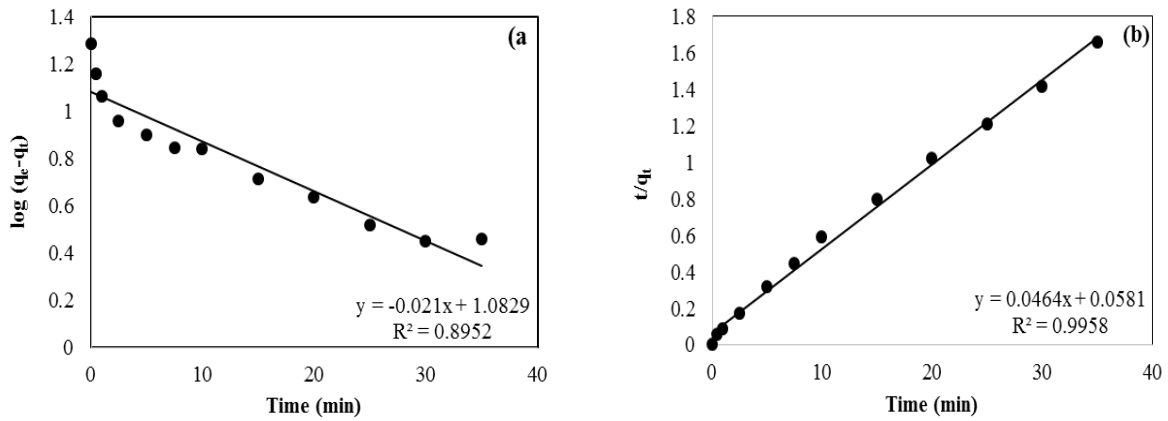 1.4
1.2
1
0.8
0.6
0.4
0.2
0
0
10
20
30
40
log (qe-qt)
Time (min)
(a
y = -0.021x + 1.0829
R² = 0.8952
1.8
1.6
1.4
1.2
1
0.8
0.6
0.4
0.2
0
0
10
20
30
40
t/qt
Time (min)
(b)
y = 0.0464x + 0.0581
R² = 0.9958